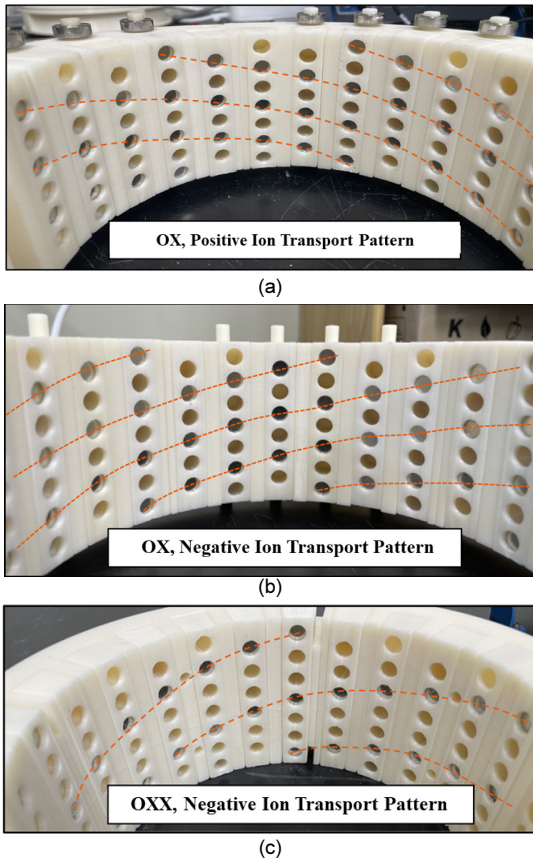 OX, Positive Ion Transport Pattern
(a)
K
OX, Negative Ion Transport Pattern
(b)
OXX, Negative Ion Transport Pattern
(c)